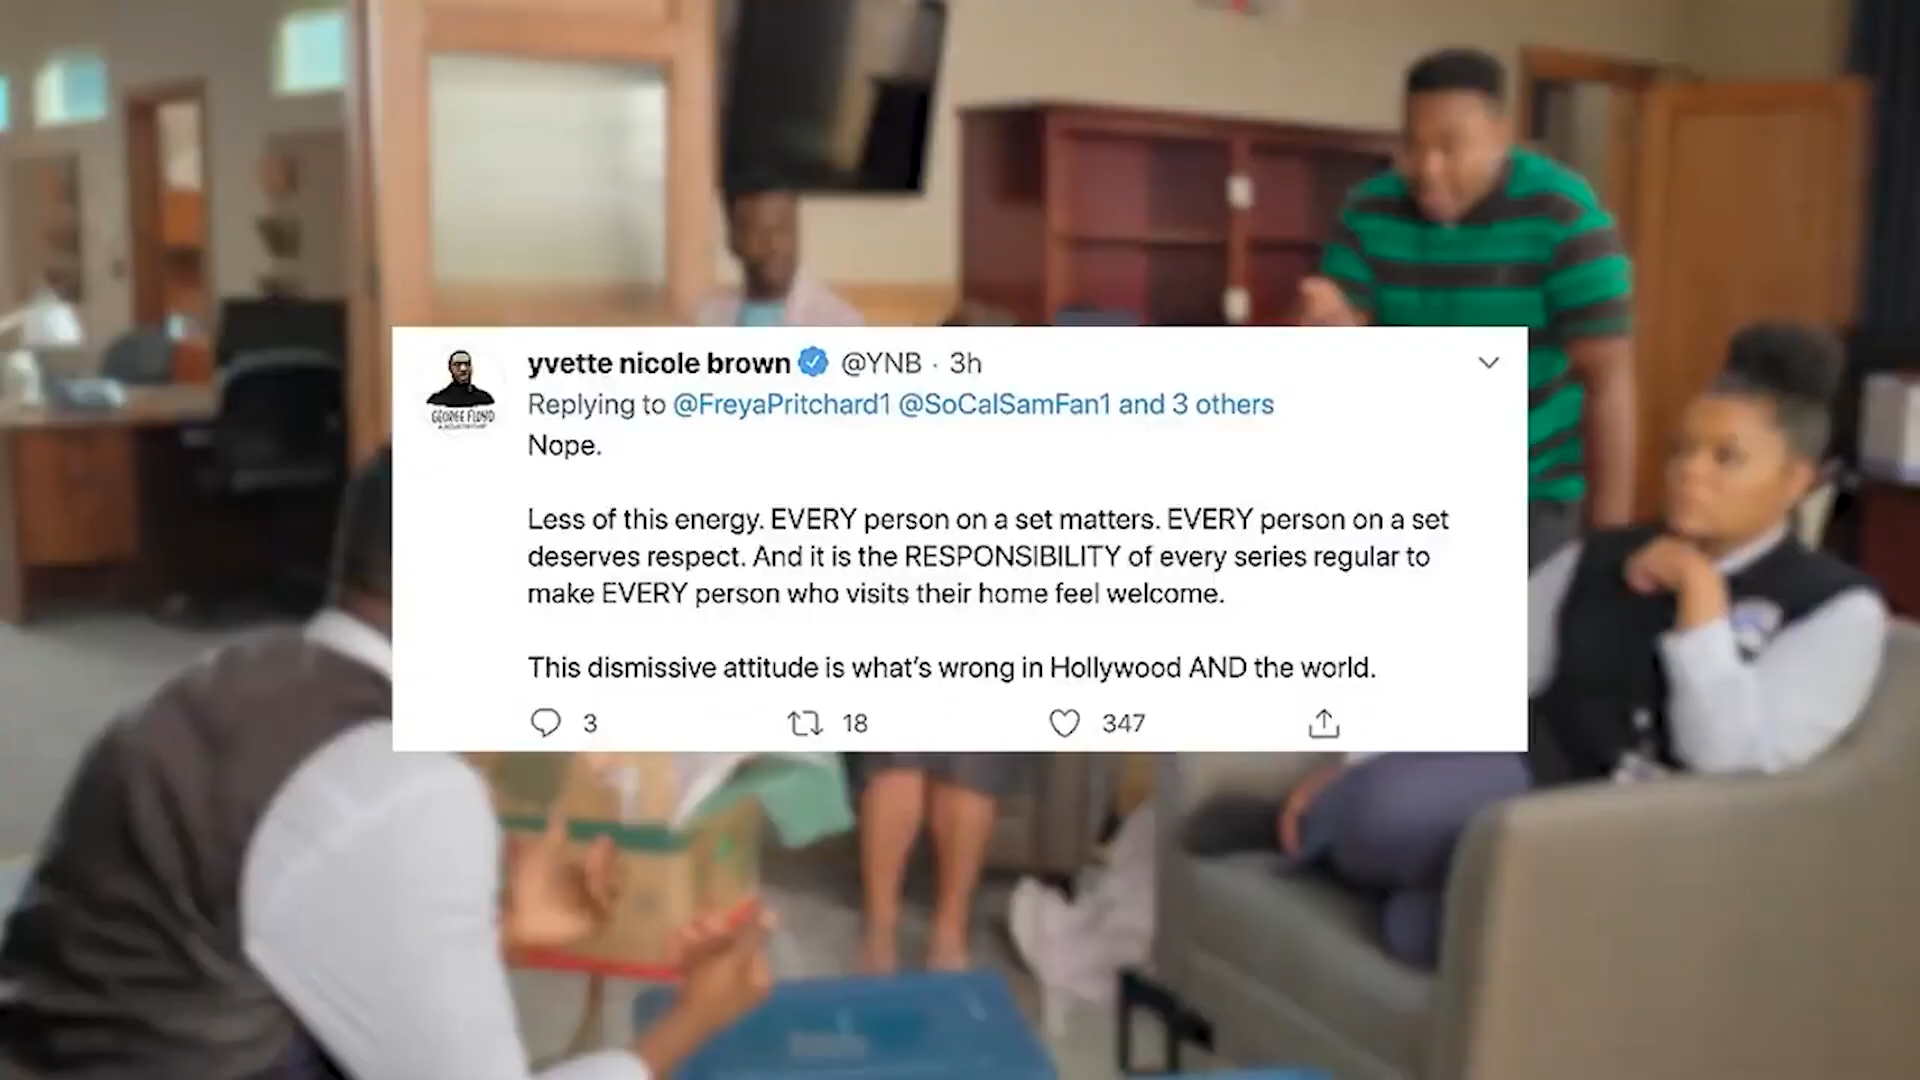 yvette nicole brown @YNB · 3h
Replying to @FreyaPritchard1 @SoCalSamFan1 and 3 others
Nope.
Less of this energy. EVERY person on a set matters. EVERY person on a set
deserves respect. And it is the RESPONSIBILITY of every series regular to
make EVERY person who visits their home feel welcome.
This dismissive attitude is what's wrong in Hollywood AND the world.
3 18 347
GEORGE FLOYD